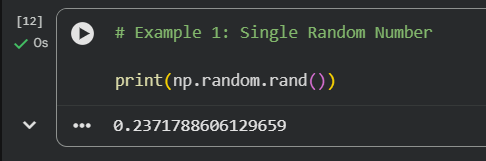 [12]
0s
# Example 1: Single Random Number
print(np.random.rand())
0.2371788606129659